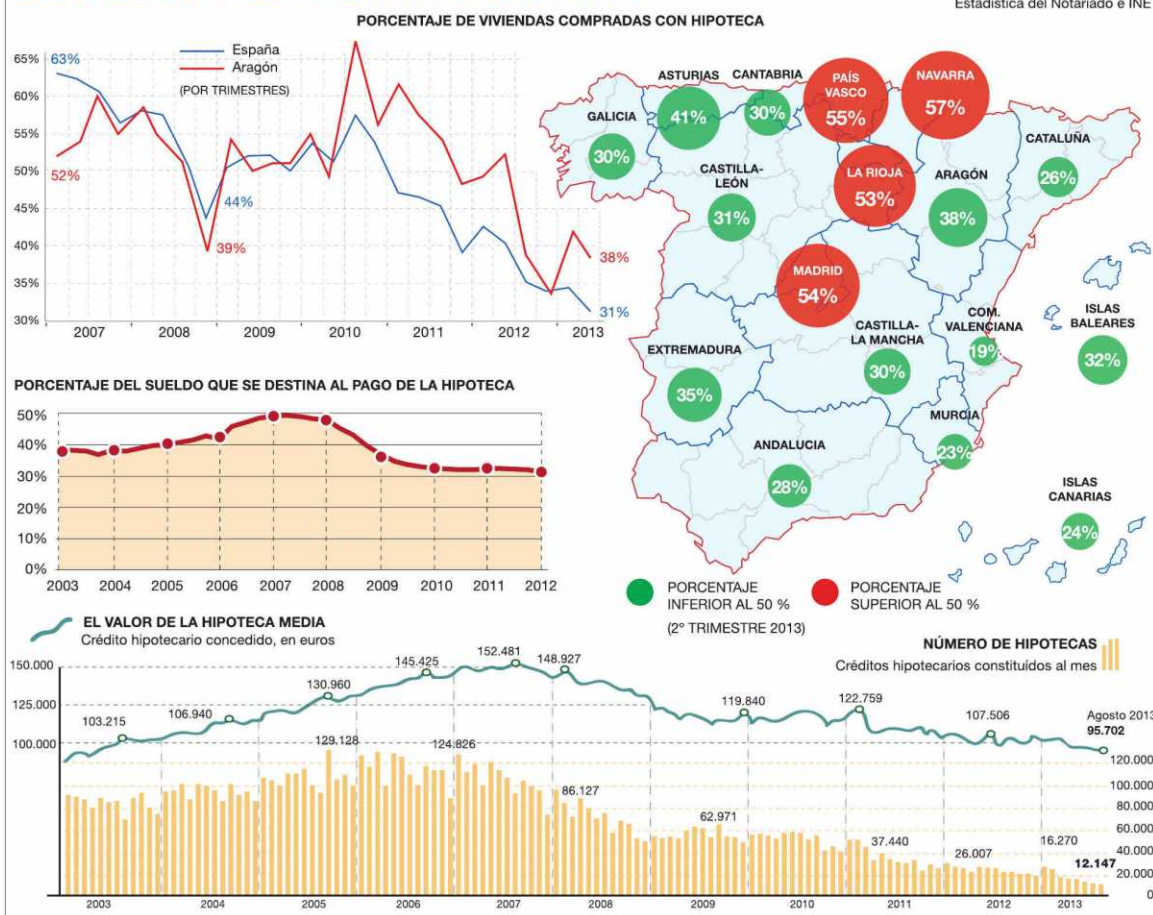 Estadística del Notariado e INE
PORCENTAJE DE VIVIENDAS COMPRADAS CON HIPOTECA
España
Aragón
(POR TRIMESTRES)
65%
60%
55%
50%
45%
40%
35%
30%
63%
52%
44%
39%
38%
31%
2007
2008
2009
2010
2011
2012
2013
GALICIA
30%
ASTURIAS
41%
CANTABRIA
30%
PAÍS
VASCO
55%
NAVARRA
57%
CATALUÑA
26%
CASTILLA-
LEÓN
31%
LA RIOJA
53%
ARAGÓN
38%
MADRID
54%
COM.
VALENCIANA
19%
ISLAS
BALEARES
32%
CASTILLA-
LA MANCHA
30%
EXTREMADURA
35%
MURCIA
23%
ANDALUCIA
28%
ISLAS
CANARIAS
24%
PORCENTAJE
INFERIOR AL 50 %
PORCENTAJE
SUPERIOR AL 50 %
(2º TRIMESTRE 2013)
PORCENTAJE DEL SUELDO QUE SE DESTINA AL PAGO DE LA HIPOTECA
50%
40%
30%
20%
10%
0%
2003
2004
2005
2006
2007
2008
2009
2010
2011
2012
EL VALOR DE LA HIPOTECA MEDIA
Crédito hipotecario concedido, en euros
150.000
125.000
100.000
103.215
106.940
130.960
145.425
152.481
148.927
119.840
122.759
107.506
Agosto 2013
95.702
NÚMERO DE HIPOTECAS
Créditos hipotecarios constituídos al mes
129.128
124.826
86.127
62.971
37.440
26.007
16.270
12.147
120.000
100.000
80.000
60.000
40.000
20.000
0
2003
2004
2005
2006
2007
2008
2009
2010
2011
2012
2013